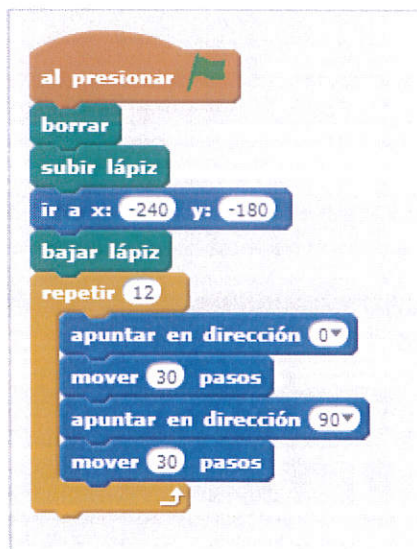 al presionar
borrar
subir lápiz
ir a x: -240 y: -180
bajar lápiz
repetir 12
apuntar en dirección 0
mover 30 pasos
apuntar en dirección 90
mover 30 pasos